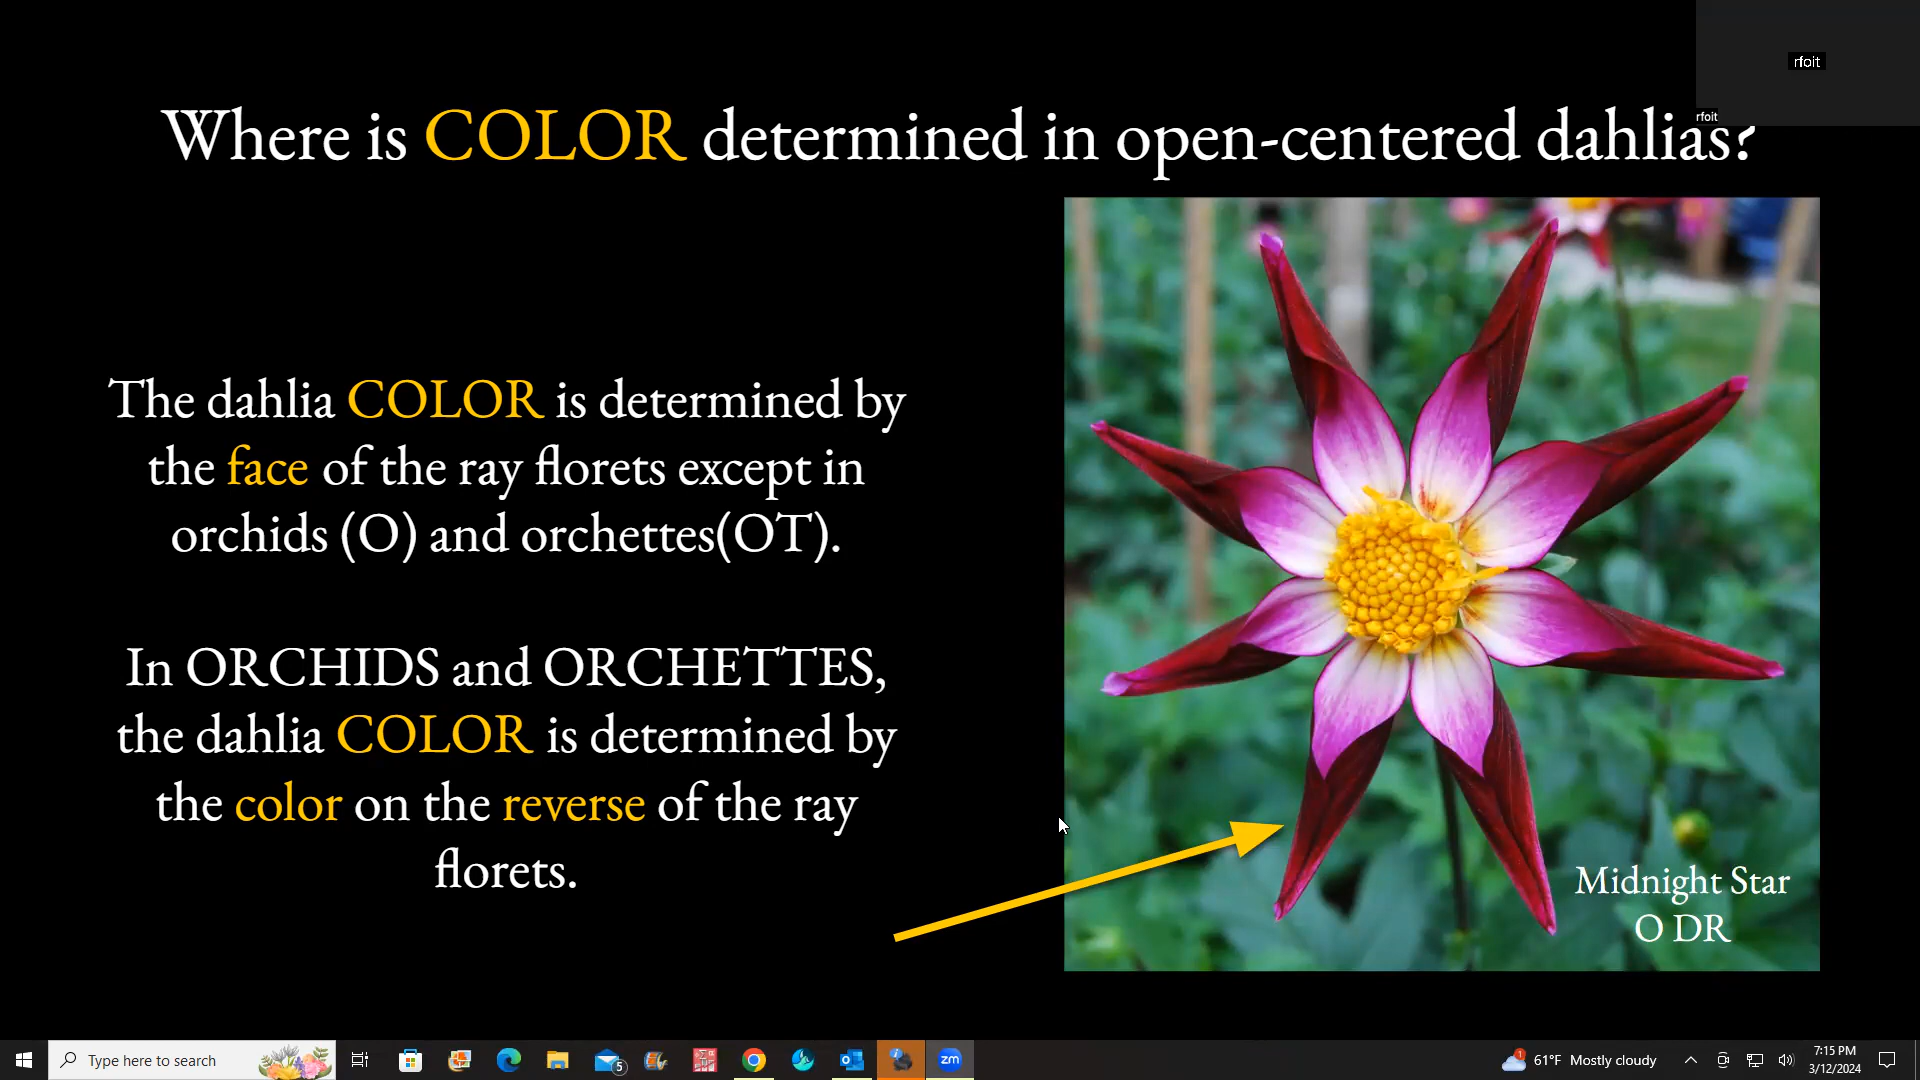 rfoit
rfoit
Where is COLOR determined in open-centered dahlias?
The dahlia COLOR is determined by
the face of the ray florets except in
orchids (O) and orchettes(OT).
In ORCHIDS and ORCHETTES,
the dahlia COLOR is determined by
the color on the reverse of the ray
florets.
Midnight Star
O DR
Type here to search
5
zm
1
61°F Mostly cloudy
7:15 PM
3/12/2024